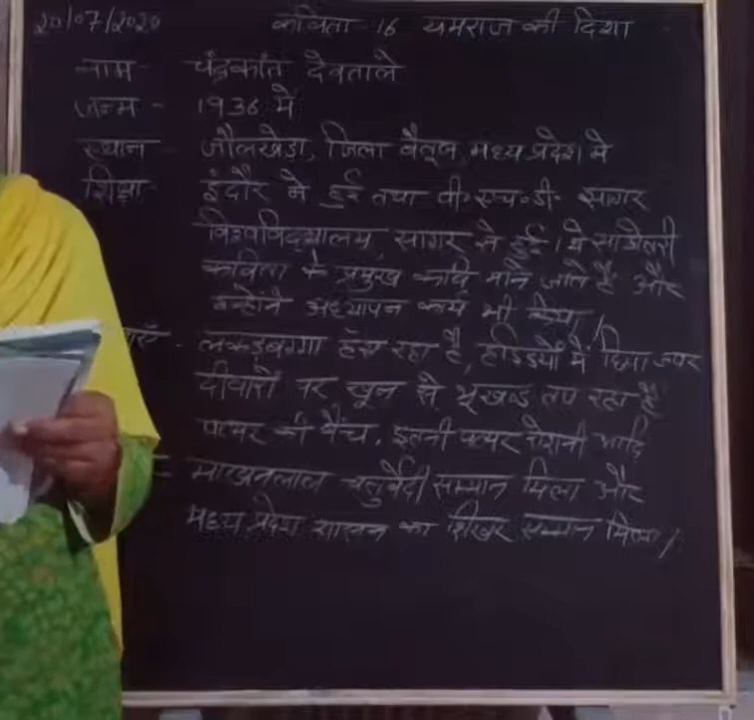 20/07/2020 कविता-16 यमराज की दिशा
नाम - चंद्रकांत देवताले
जन्म - 1936 में
स्थान - जौलखेडा, जिला बैतूल, मध्य प्रदेश में
शिक्षा - इंदौर में हुई तथा पी॰एच॰डी॰ सागर
विश्वविद्यालय, सागर से हुई।
कविता के प्रमुख कवि माने जाते हैं और
उन्होंने अध्यापन कार्य भी किया।
लकड़बग्घा हँस रहा है, हड्डियों में छिपा ज्वर
दीवारों पर खून से भूखण्ड तप रहा है
पत्थर की बैंच, इतनी पत्थर रोशनी आदि
माखनलाल चतुर्वेदी सम्मान मिला और
मध्य प्रदेश शासन का शिखर सम्मान मिला।